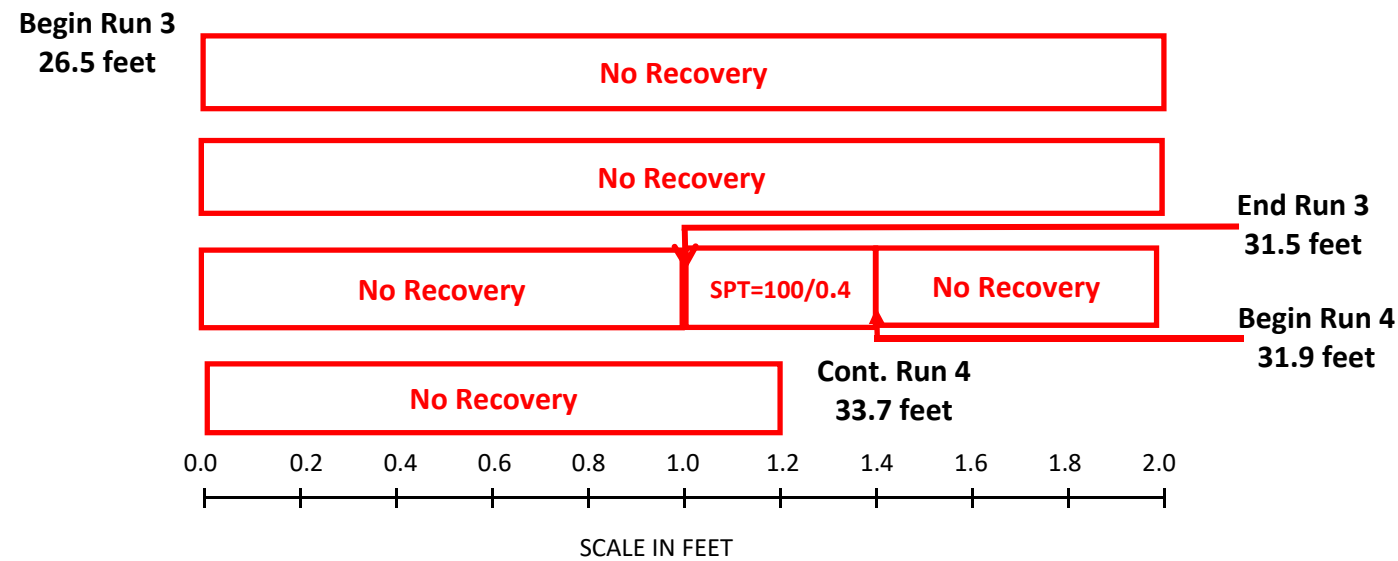 Begin Run 3
26.5 feet
No Recovery
No Recovery
End Run 3
31.5 feet
No Recovery
SPT=100/0.4
No Recovery
Begin Run 4
31.9 feet
No Recovery
Cont. Run 4
33.7 feet
0.0 0.2 0.4 0.6 0.8 1.0 1.2 1.4 1.6 1.8 2.0
SCALE IN FEET